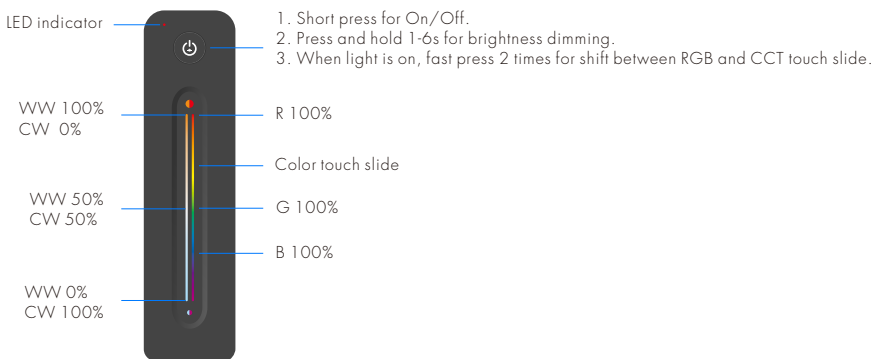 LED indicator
1. Short press for On/Off.
2. Press and hold 1-6s for brightness dimming.
3. When light is on, fast press 2 times for shift between RGB and CCT touch slide.
WW 100%
CW 0%
R 100%
Color touch slide
WW 50%
CW 50%
G 100%
B 100%
WW 0%
CW 100%